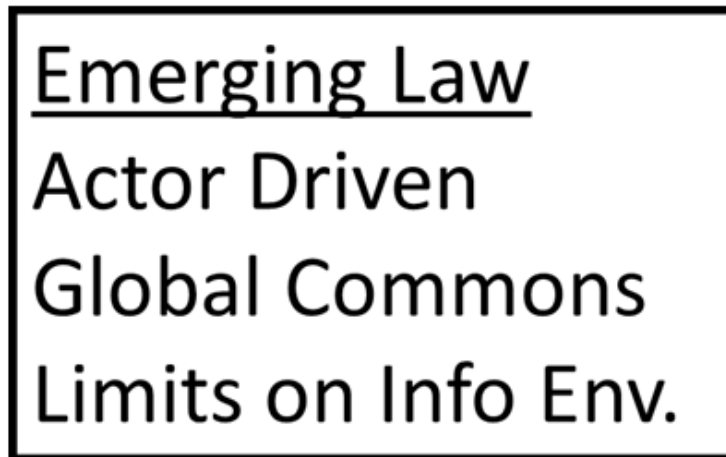 Emerging Law
Actor Driven
Global Commons
Limits on Info Env.